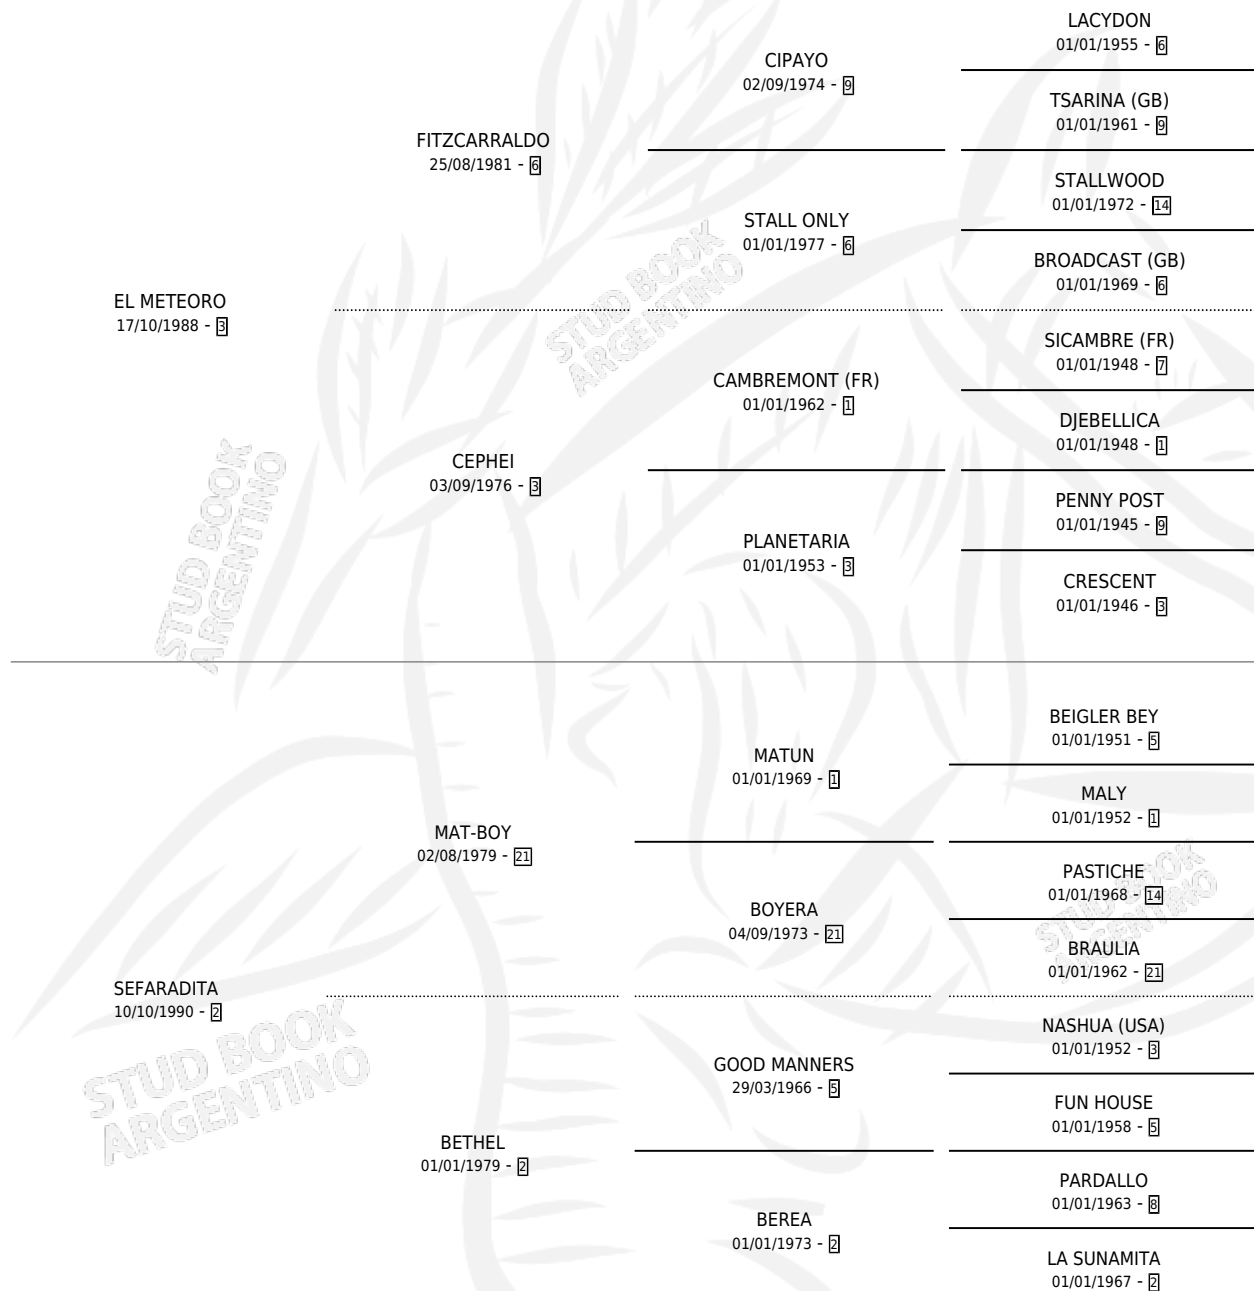 LACYDON
01/01/1955 - 6
CIPAYO
02/09/1974 - 9
TSARINA (GB)
01/01/1961 - 9
FITZCARRALDO
25/08/1981 - 6
STALLWOOD
01/01/1972 - 14
STALL ONLY
01/01/1977 - 6
BROADCAST (GB)
01/01/1969 - 6
EL METEORO
17/10/1988 - 3
STUD BOOK
ARGENTINO
SICAMBRE (FR)
01/01/1948 - 7
CAMBREMONT (FR)
01/01/1962 - 1
DJEBELLICA
01/01/1948 - 1
CEPHEI
03/09/1976 - 3
PENNY POST
01/01/1945 - 9
PLANETARIA
01/01/1953 - 3
CRESCENT
01/01/1946 - 3
STUD BOOK
ARGENTINO
BEIGLER BEY
01/01/1951 - 5
MATUN
01/01/1969 - 1
MALY
01/01/1952 - 1
MAT-BOY
02/08/1979 - 21
PASTICHE
01/01/1968 - 14
BOYERA
04/09/1973 - 21
STUD BOOK
ARGENTINO
BRAULIA
01/01/1962 - 21
SEFARADITA
10/10/1990 - 2
NASHUA (USA)
01/01/1952 - 3
STUD BOOK
ARGENTINO
GOOD MANNERS
29/03/1966 - 5
FUN HOUSE
01/01/1958 - 5
BETHEL
01/01/1979 - 2
PARDALLO
01/01/1963 - 8
BEREA
01/01/1973 - 2
LA SUNAMITA
01/01/1967 - 2